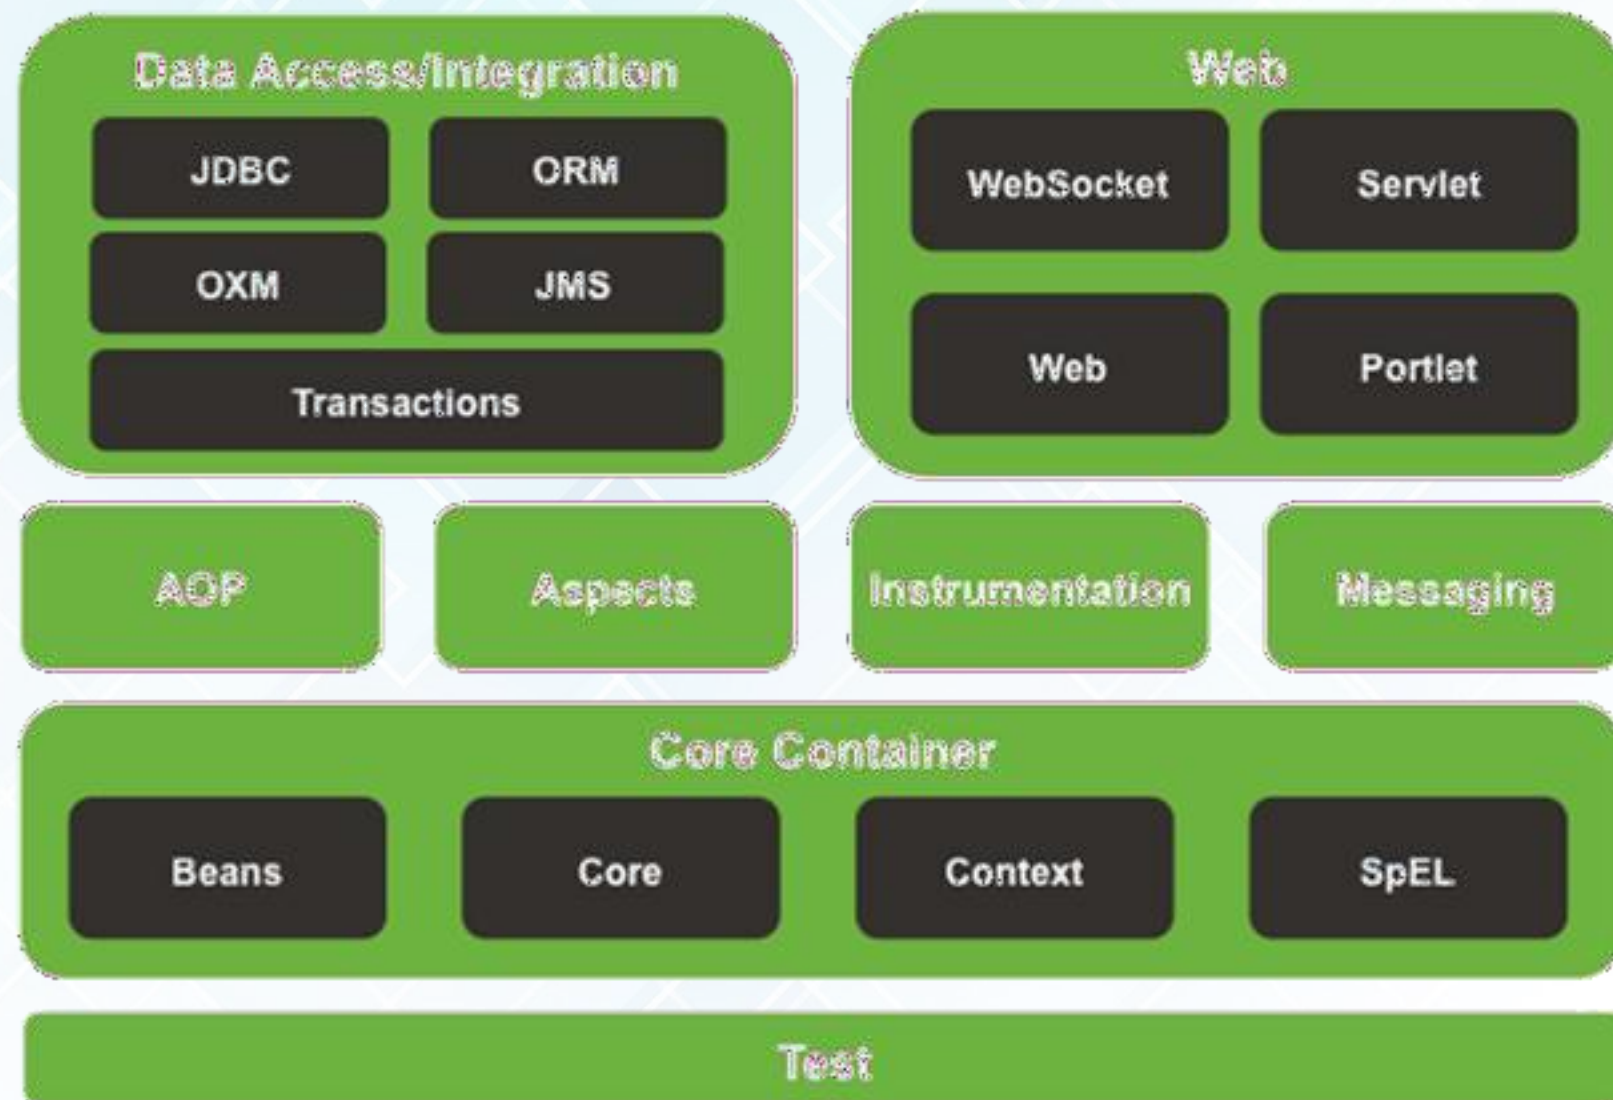 Data Access/Integration
JDBC
ORM
OXM
JMS
Transactions
Web
WebSocket
Servlet
Web
Portlet
AOP
Aspects
Instrumentation
Messaging
Core Container
Beans
Core
Context
SpEL
Test